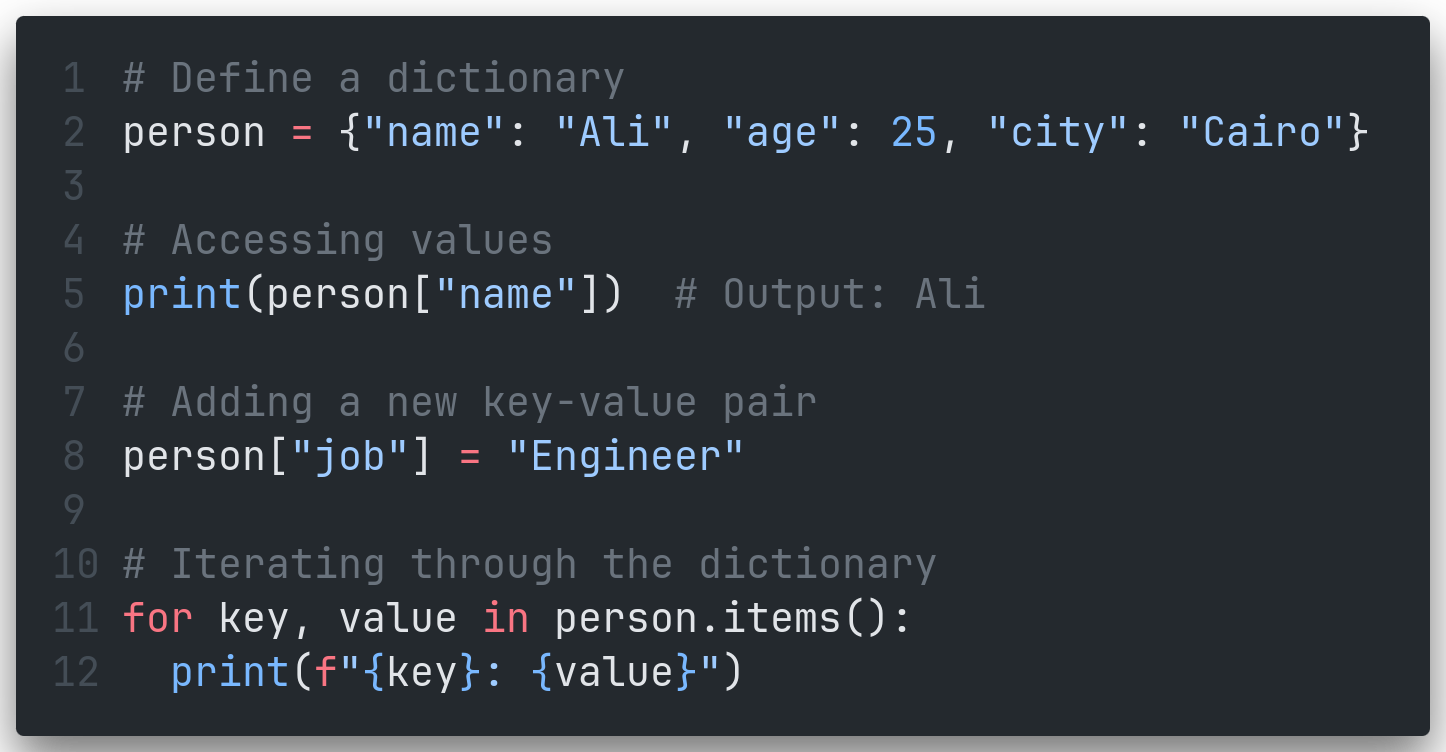 1 # Define a dictionary
2 person = {"name": "Ali", "age": 25, "city": "Cairo"}
3
4 # Accessing values
5 print(person["name"])  # Output: Ali
6
7 # Adding a new key-value pair
8 person["job"] = "Engineer"
9
10 # Iterating through the dictionary
11 for key, value in person.items():
12   print(f"{key}: {value}")